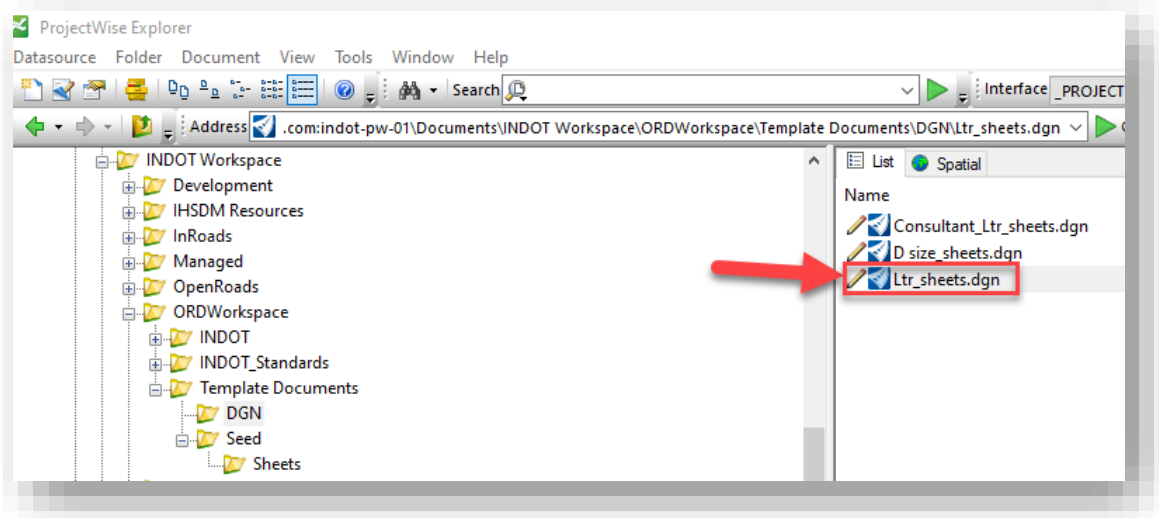 ProjectWise Explorer
Datasource Folder Document View Tools Window Help
Search Interface _PROJECT
Address .com:indot-pw-01\Documents\INDOT Workspace\ORDWorkspace\Template Documents\DGN\Ltr_sheets.dgn
INDOT Workspace
Development
IHSDM Resources
InRoads
Managed
OpenRoads
ORDWorkspace
INDOT
INDOT_Standards
Template Documents
DGN
Seed
Sheets
List Spatial
Name
Consultant_Ltr_sheets.dgn
D size_sheets.dgn
Ltr_sheets.dgn